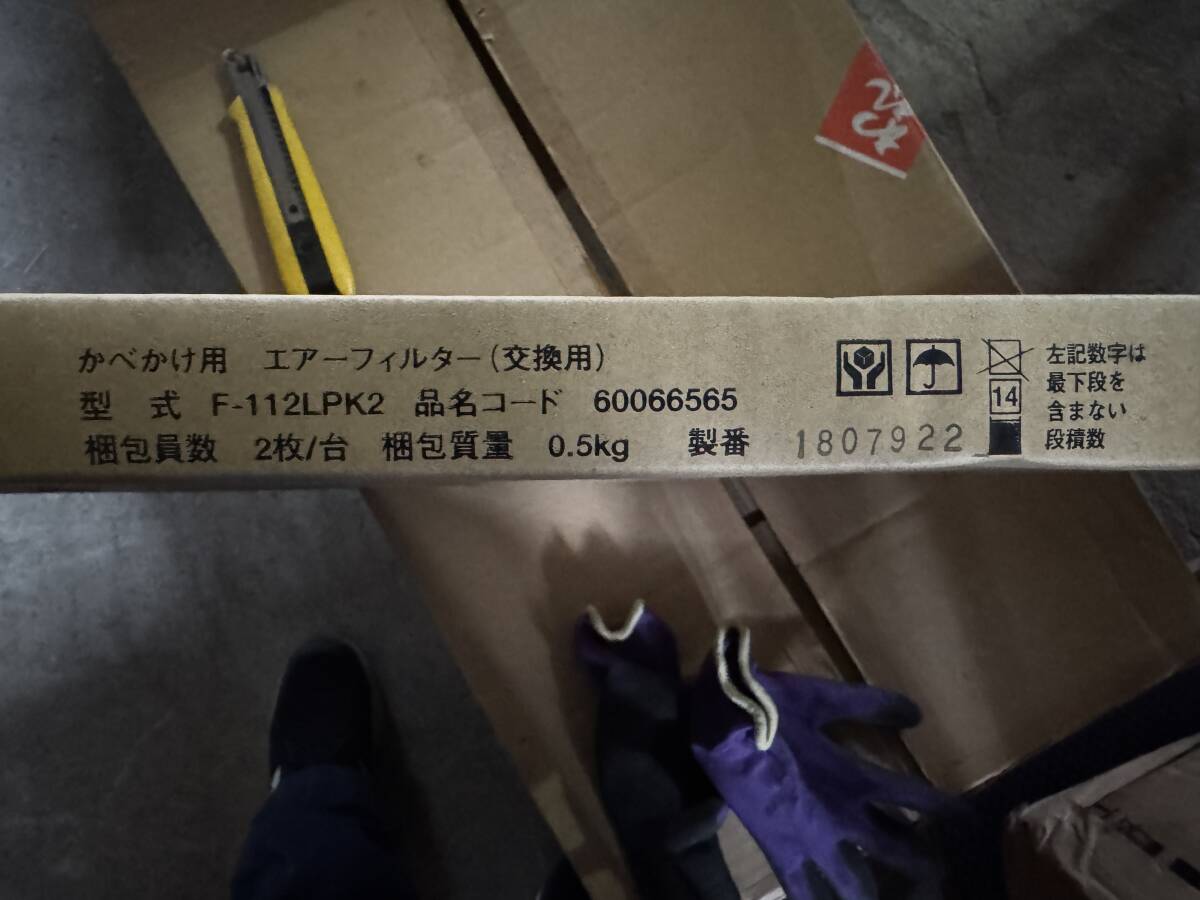 かべかけ用 エアーフィルター(交換用)
型 式 F-112LPK2 品名コード 60066565
梱包員数 2枚/台 梱包質量 0.5kg 製番 1807922
14
左記数字は
最下段を
含まない
段積数
われ